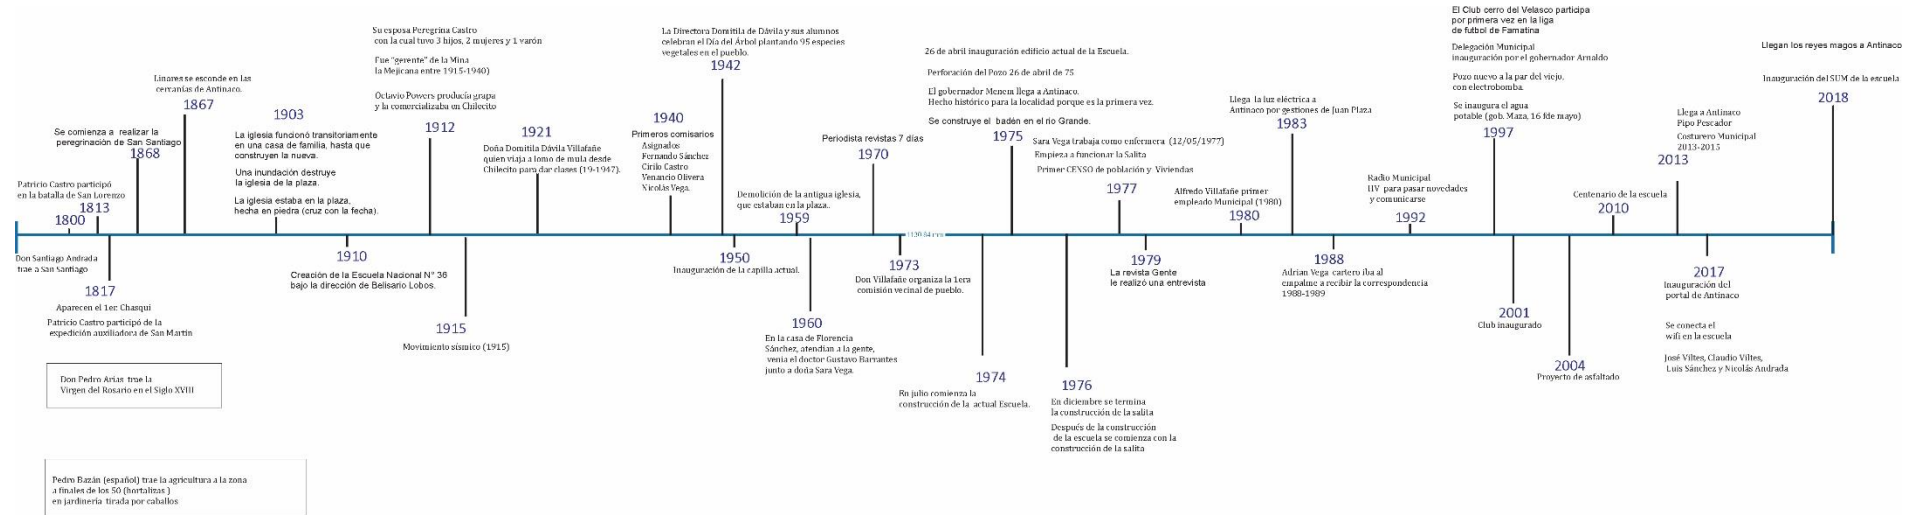 Patricio Castro participó
en la batalla de San Lorenzo
1813
1800
Don Santiago Andrada
trae a San Santiago
1817
Aparecen el 1er. Chasqui
Patricio Castro participó de la
expedición auxiliadora de San Martín
Se comienza a realizar la
peregrinación de San Santiago
1868
Linares se esconde en las
cercanías de Antinaco.
1867
1903
La iglesia funcionó transitoriamente
en una casa de familia, hasta que
construyen la nueva.
Una inundación destruye
la iglesia de la plaza.
La iglesia estaba en la plaza,
hecha en piedra (cruz con la fecha).
1910
Creación de la Escuela Nacional N° 36
bajo la dirección de Belisario Lobos.
Su esposa Peregrina Castro
con la cual tuvo 3 hijos, 2 mujeres y 1 varón
Fue "gerente" de la Mina
la Mejicana entre 1915-1940)
Octavio Powers producía grapa
y la comercializaba en Chilecito
1912
1915
Movimiento sísmico (1915)
1921
Doña Domitila Dávila Villafañe
quien viaja a lomo de mula desde
Chilecito para dar clases (19-1947).
1940
Primeros comisarios
Asignados
Fernando Sánchez
Cirilo Castro
Venancio Olivera
Nicolás Vega.
La Directora Domitila de Dávila y sus alumnos
celebran el Día del Árbol plantando 95 especies
vegetales en el pueblo.
1942
1950
Inauguración de la capilla actual.
Demolición de la antigua iglesia,
que estaban en la plaza..
1959
1960
En la casa de Florencia
Sánchez, atendían a la gente,
venía el doctor Gustavo Barrantes
junto a doña Sara Vega.
Periodista revistas 7 días
1970
1973
Don Villafañe organiza la 1era
comisión vecinal de pueblo.
1974
En julio comienza la
construcción de la actual Escuela.
26 de abril inauguración edificio actual de la Escuela.
Perforación del Pozo 26 de abril de 75
El gobernador Menem llega a Antinaco.
Hecho histórico para la localidad porque es la primera vez.
Se construye el badén en el río Grande.
1975
1976
En diciembre se termina
la construcción de la salita
Después de la construcción
de la escuela se comienza con la
construcción de la salita
Sara Vega trabaja como enfermera (12/05/1977)
Empieza a funcionar la Salita
Primer CENSO de población y Viviendas
1977
1979
La revista Gente
le realizó una entrevista
Alfredo Villafañe primer
empleado Municipal (1980)
1980
Llega la luz eléctrica a
Antinaco por gestiones de Juan Plaza
1983
1988
Adrian Vega cartero iba al
empalme a recibir la correspondencia
1988-1989
Radio Municipal
para pasar novedades
y comunicarse
1992
El Club cerro del Velasco participa
por primera vez en la liga
de futbol de Famatina
Delegación Municipal
inauguración por el gobernador Arnaldo
Pozo nuevo a la par del viejo,
con electrobomba.
Se inaugura el agua
potable (gob. Maza, 16 fde mayo)
1997
2001
Club inaugurado
2004
Proyecto de asfaltado
Centenario de la escuela
2010
Llega a Antinaco
Pipo Pescador
Costurero Municipal
2013-2015
2013
2017
Inauguración del
portal de Antinaco
Se conecta el
wifi en la escuela
José Viltes, Claudio Viltes,
Luis Sánchez y Nicolás Andrada
Llegan los reyes magos a Antinaco
Inauguración del SUM de la escuela
2018
Don Pedro Arias trae la
Virgen del Rosario en el Siglo XVIII
Pedro Bazán (español) trae la agricultura a la zona
a finales de los 50 (hortalizas )
en jardinería tirada por caballos